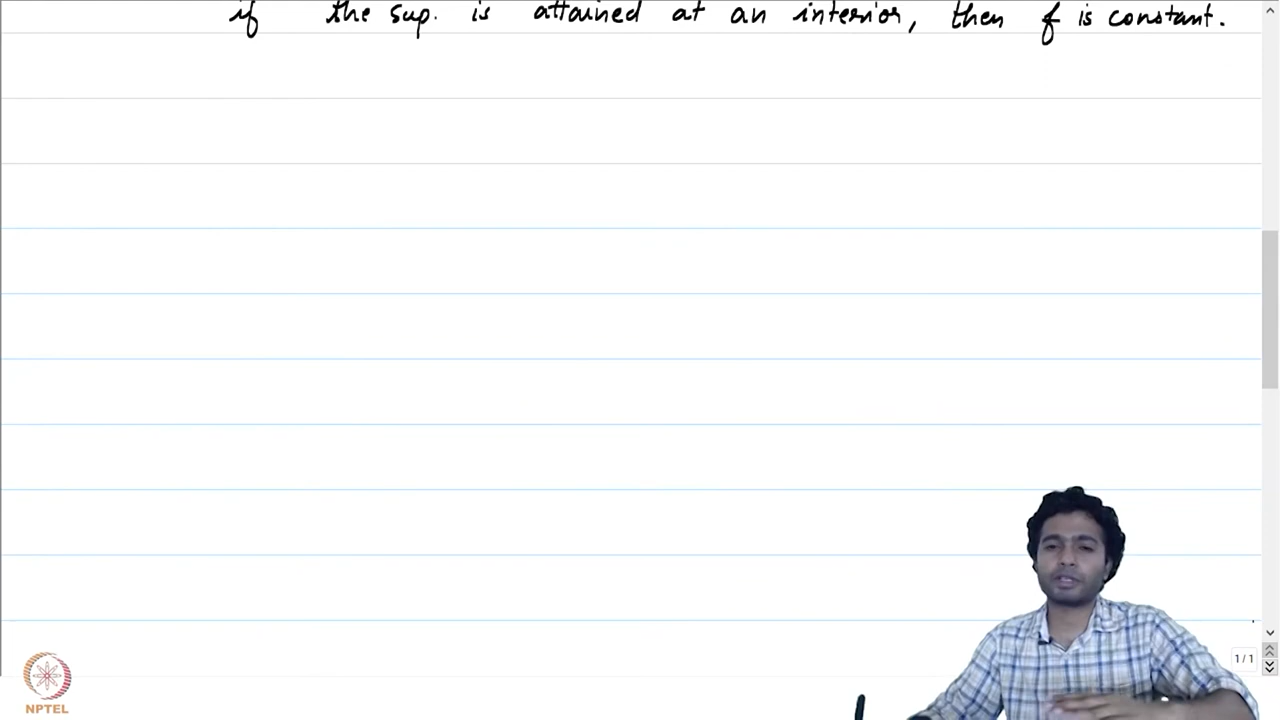 if the sup. is attained at an interior, then f is constant.
1/1
NPTEL